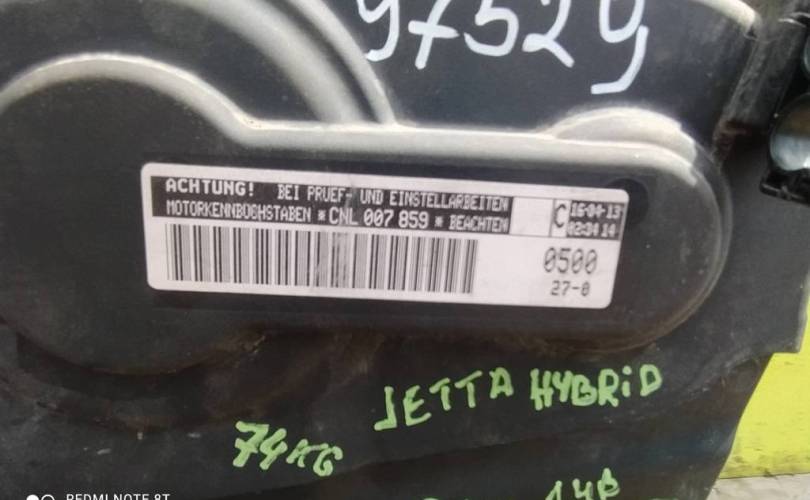 97529
ACHTUNG! BEI PRUEF- UND EINSTELLARBEITEN
MOTORKENNBUCHSTABEN *CNL 007 859 * BEACHTEN
C 16-04-13
02:34 14
0500
27-0
JETTA HYBRiD
74KG
REDMI NOTE 8T